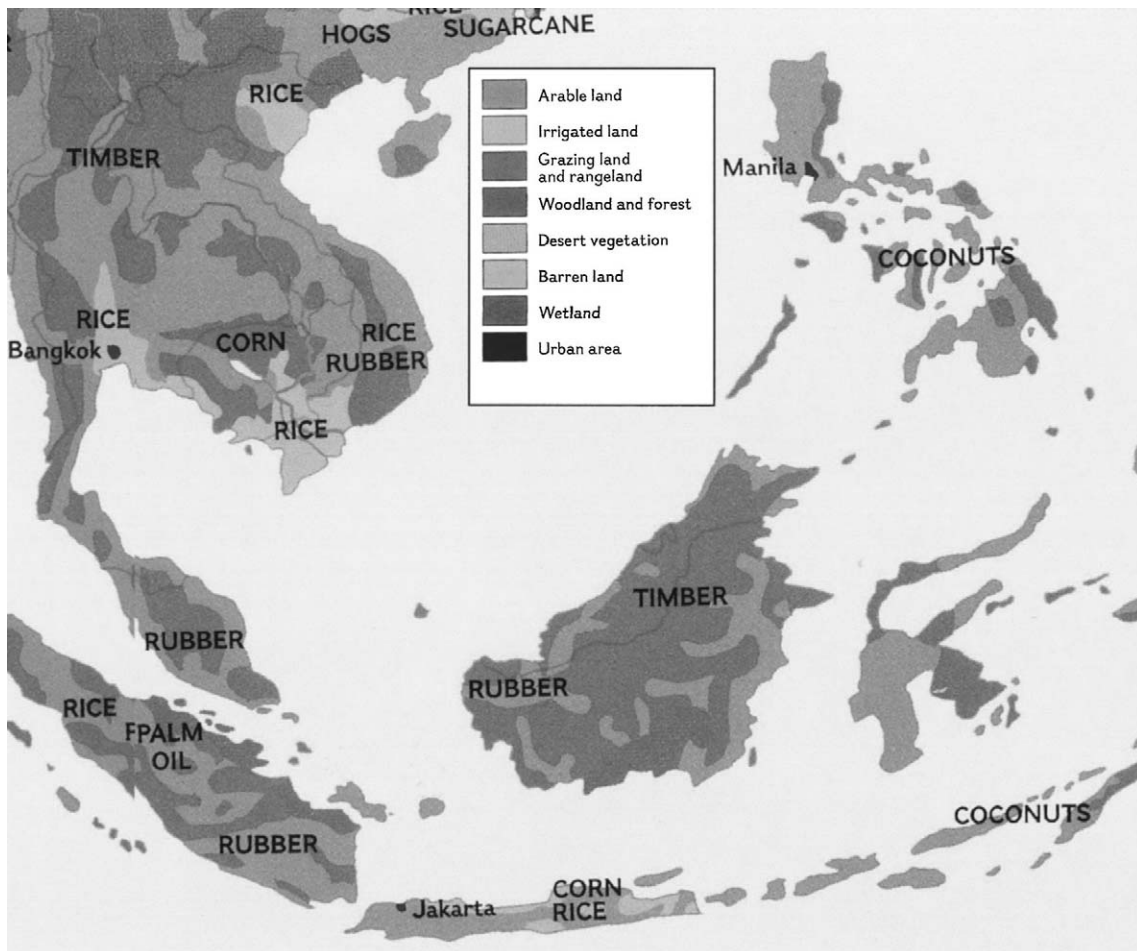 RICE
HOGS
SUGARCANE
RICE
TIMBER
RICE
Bangkok
CORN
RICE
RUBBER
RICE
Arable land
Irrigated land
Grazing land
and rangeland
Woodland and forest
Desert vegetation
Barren land
Wetland
Urban area
Manila
COCONUTS
RUBBER
TIMBER
RUBBER
RICE
FPALM
OIL
RUBBER
COCONUTS
CORN
RICE
Jakarta